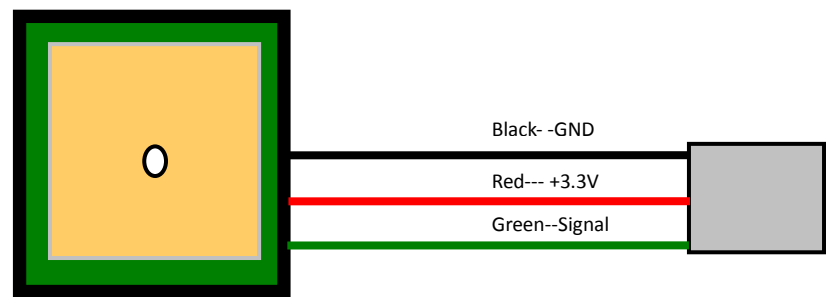 Black- -GND
Red--- +3.3V
Green--Signal